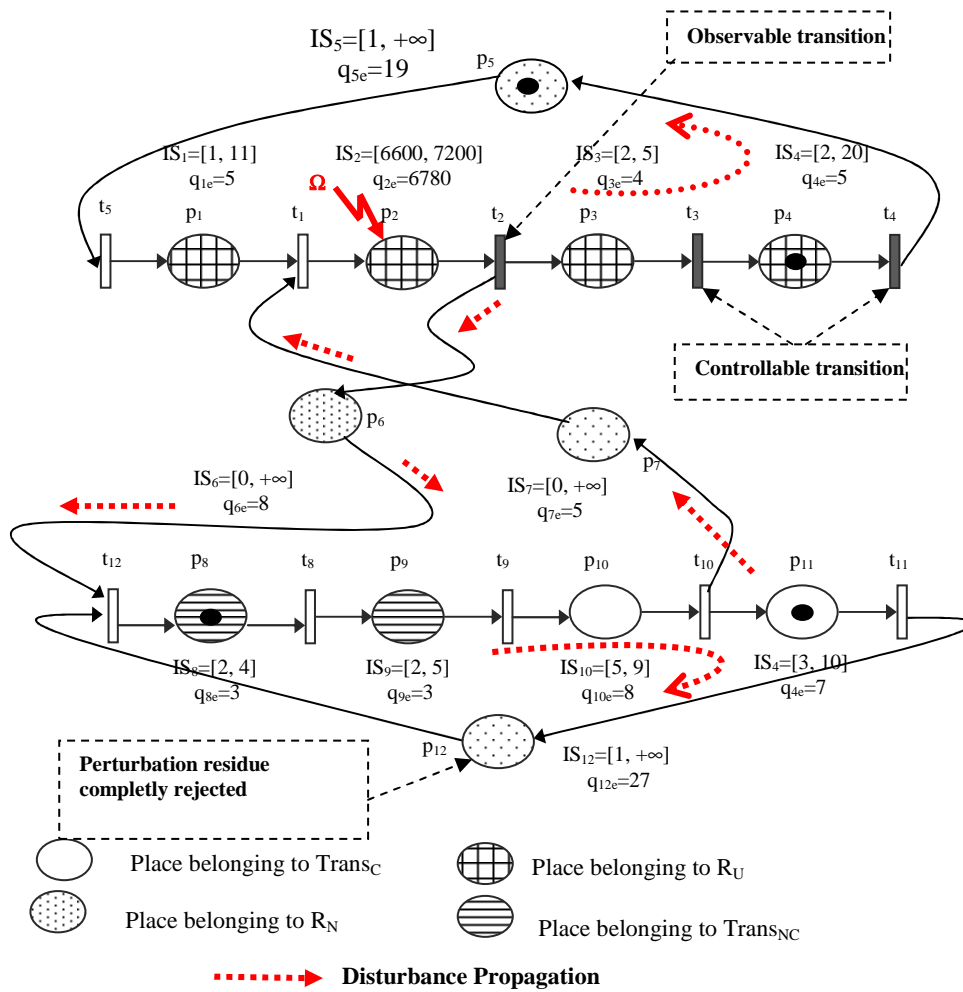 IS₅=[1, +∞]
q₅ₑ=19
p₅
Observable transition
IS₁=[1, 11]
q₁ₑ=5
IS₂=[6600, 7200]
q₂ₑ=6780
IS₃=[2, 5]
q₃ₑ=4
IS₄=[2, 20]
q₄ₑ=5
Ω
t₅
p₁
t₁
p₂
t₂
p₃
t₃
p₄
t₄
Controllable transition
p₆
p₇
IS₆=[0, +∞]
q₆ₑ=8
IS₇=[0, +∞]
q₇ₑ=5
t₁₂
p₈
t₈
p₉
t₉
p₁₀
t₁₀
p₁₁
t₁₁
IS₈=[2, 4]
q₈ₑ=3
IS₉=[2, 5]
q₉ₑ=3
IS₁₀=[5, 9]
q₁₀ₑ=8
IS₄=[3, 10]
q₄ₑ=7
p₁₂
IS₁₂=[1, +∞]
q₁₂ₑ=27
Perturbation residue
completly rejected
Place belonging to Trans_C
Place belonging to R_U
Place belonging to R_N
Place belonging to Trans_NC
Disturbance Propagation